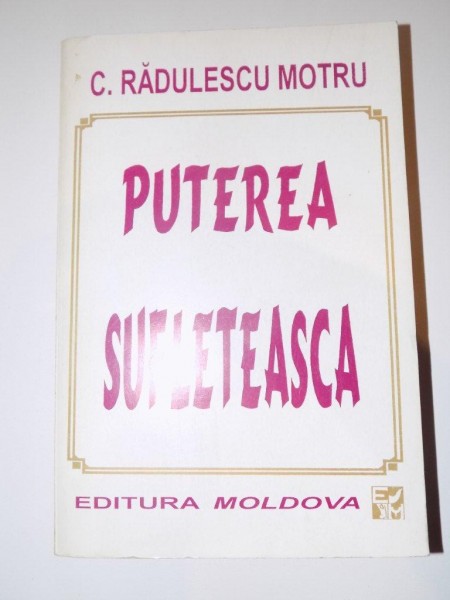 C. RĂDULESCU MOTRU
PUTEREA
SUFLETEASCA
EDITURA MOLDOVA